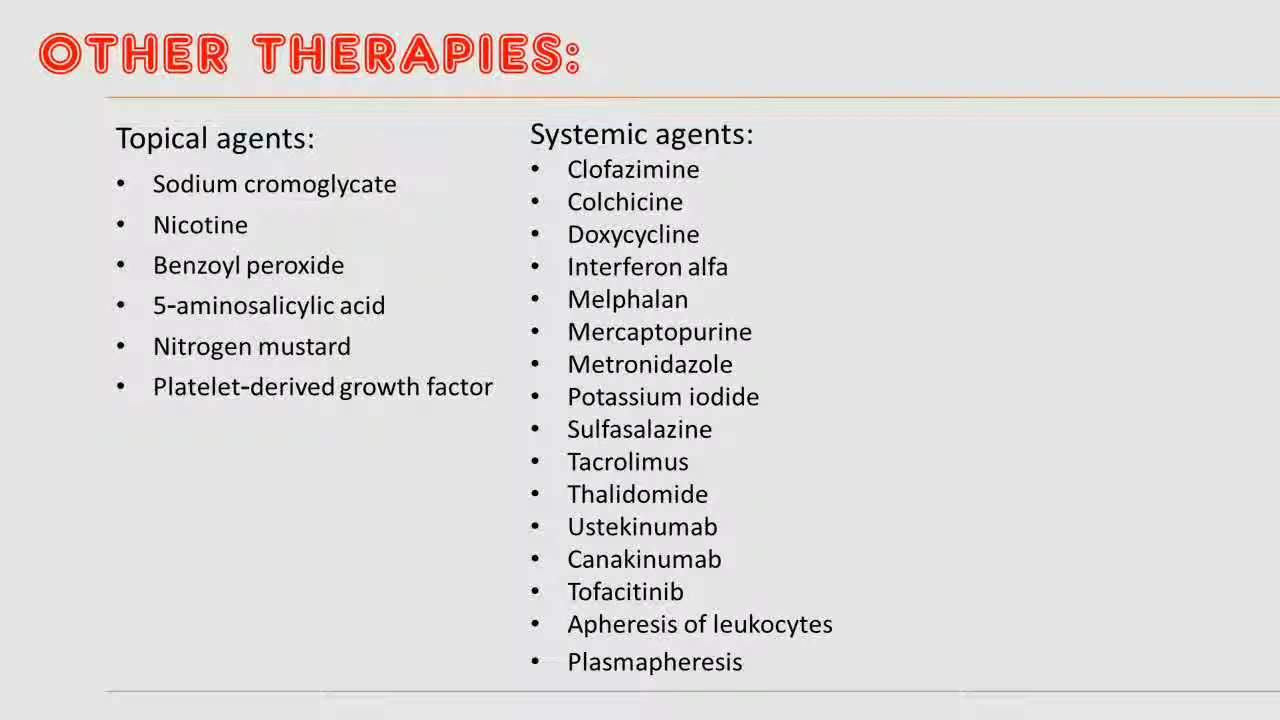 OTHER THERAPIES:
Topical agents:
• Sodium cromoglycate
• Nicotine
• Benzoyl peroxide
• 5-aminosalicylic acid
• Nitrogen mustard
• Platelet-derived growth factor
Systemic agents:
• Clofazimine
• Colchicine
• Doxycycline
• Interferon alfa
• Melphalan
• Mercaptopurine
• Metronidazole
• Potassium iodide
• Sulfasalazine
• Tacrolimus
• Thalidomide
• Ustekinumab
• Canakinumab
• Tofacitinib
• Apheresis of leukocytes
• Plasmapheresis